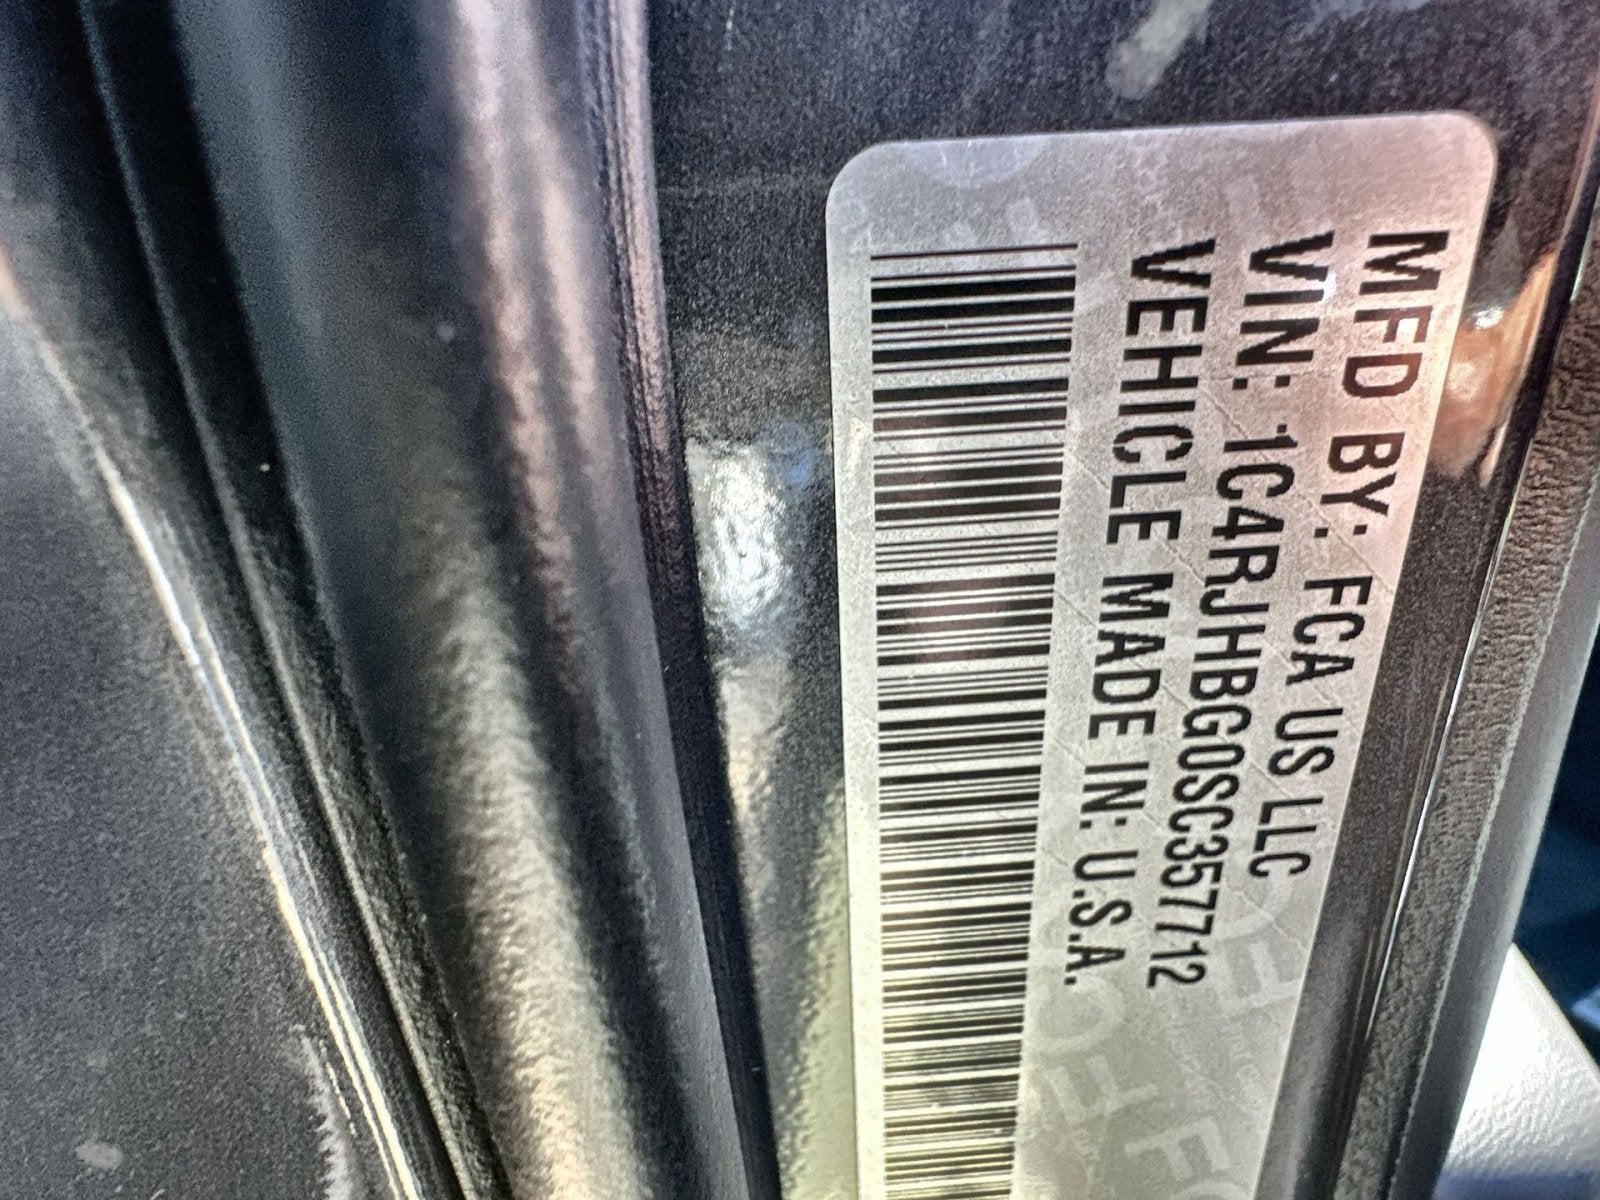 MFD BY: FCA US LLC
VIN: 1C4RJHBG0SC357712
VEHICLE MADE IN: U.S.A.